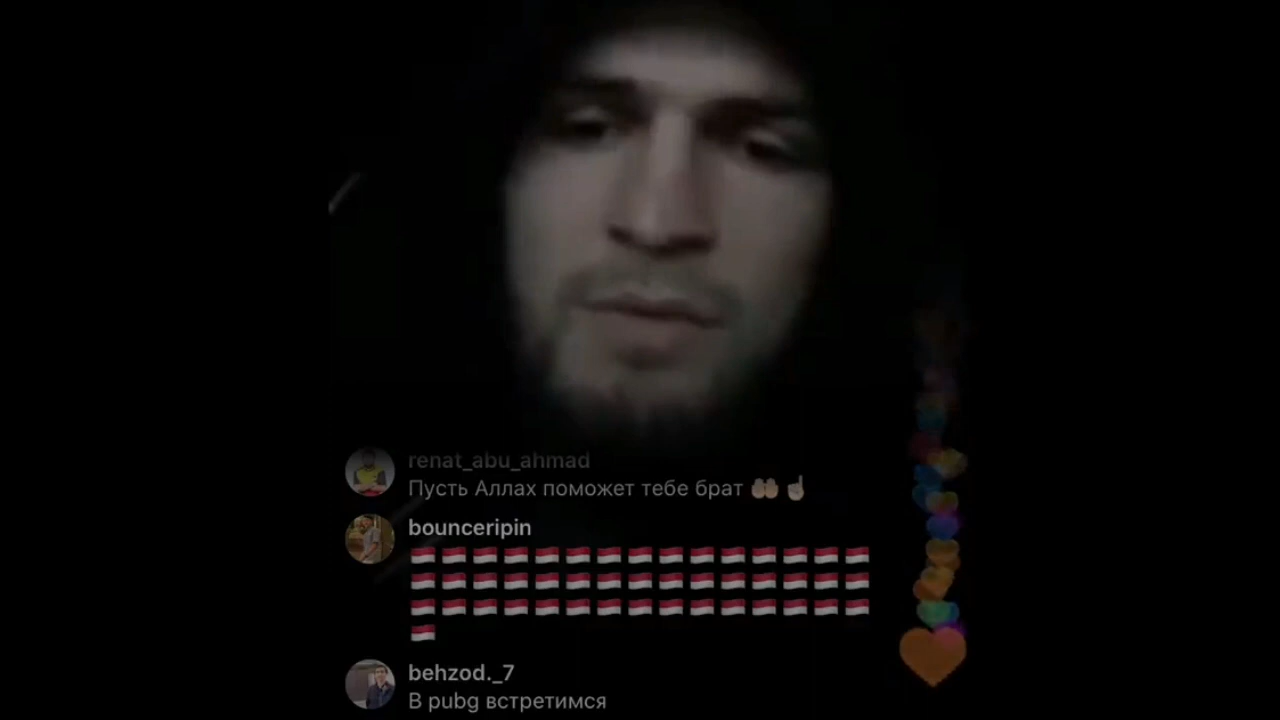 renat_abu_ahmad
Пусть Аллах поможет тебе брат 🤲🏼☝🏼
bounceripin
🇮🇩🇮🇩🇮🇩🇮🇩🇮🇩🇮🇩🇮🇩🇮🇩🇮🇩🇮🇩🇮🇩🇮🇩🇮🇩🇮🇩🇮🇩
🇮🇩🇮🇩🇮🇩🇮🇩🇮🇩🇮🇩🇮🇩🇮🇩🇮🇩🇮🇩🇮🇩🇮🇩🇮🇩🇮🇩🇮🇩
🇮🇩🇮🇩🇮🇩🇮🇩🇮🇩🇮🇩🇮🇩🇮🇩🇮🇩🇮🇩🇮🇩🇮🇩🇮🇩🇮🇩🇮🇩
🇮🇩
behzod._7
В pubg встретимся